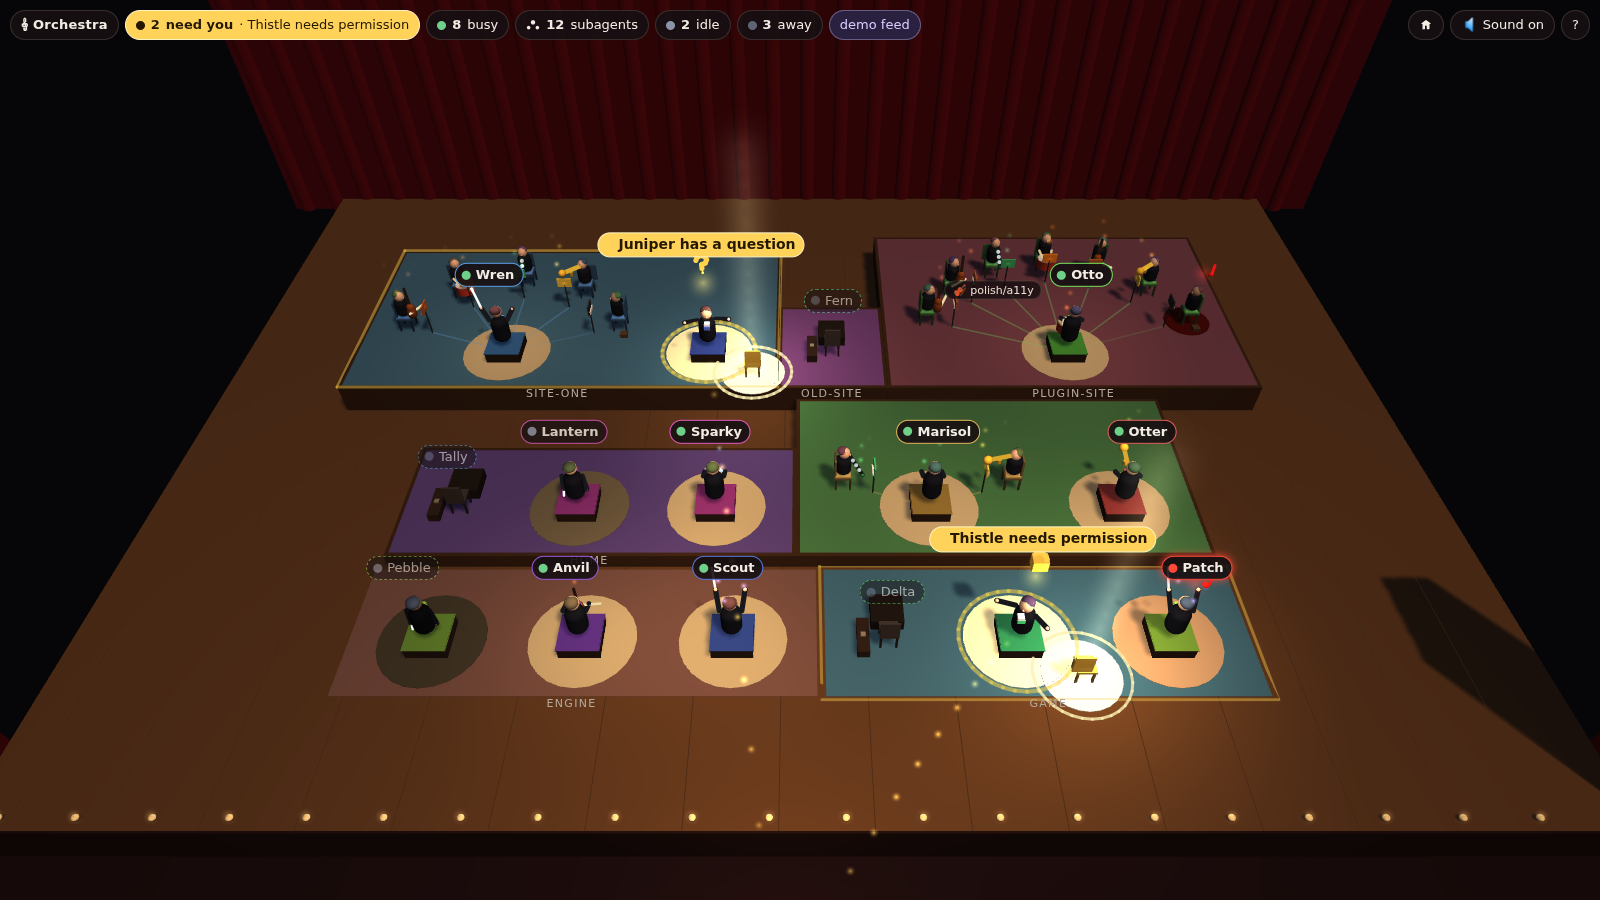 Orchestra
2 need you · Thistle needs permission
8 busy
12 subagents
2 idle
3 away
demo feed
Sound on
?
Juniper has a question
Wren
Otto
polish/a11y
Fern
SITE-ONE
OLD-SITE
PLUGIN-SITE
Lantern
Sparky
Marisol
Otter
Tally
Thistle needs permission
Pebble
Anvil
Scout
Patch
Delta
ENGINE
GAME